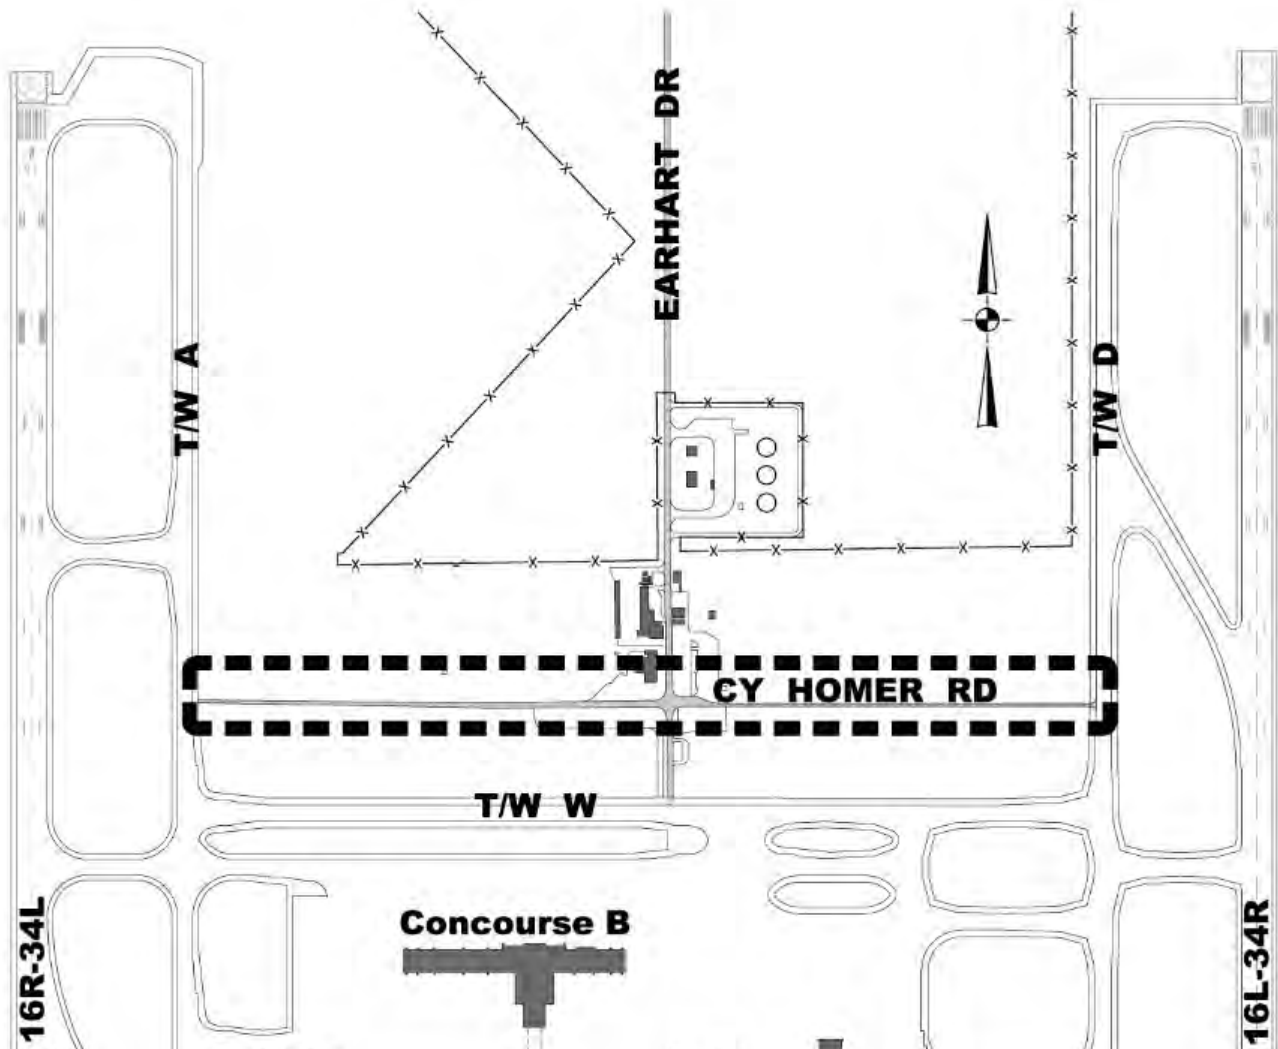 EARHART DR
T/W A
T/W D
CY HOMER RD
T/W W
Concourse B
16R-34L
16L-34R